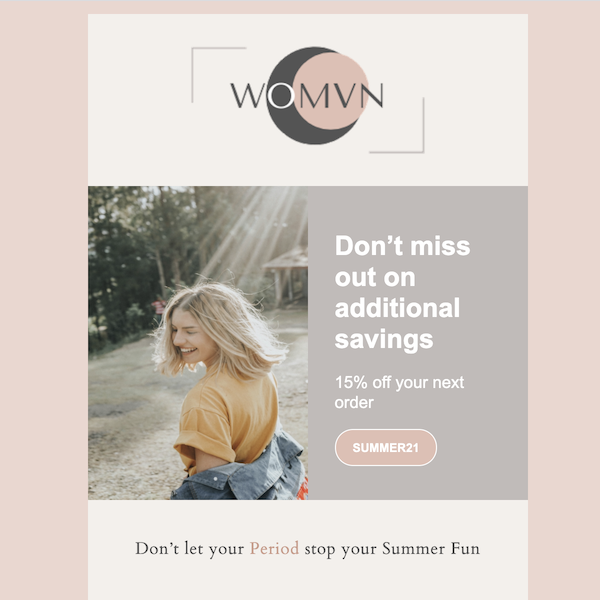 WOMVN
Don’t miss
out on
additional
savings
15% off your next
order
SUMMER21
Don’t let your Period stop your Summer Fun